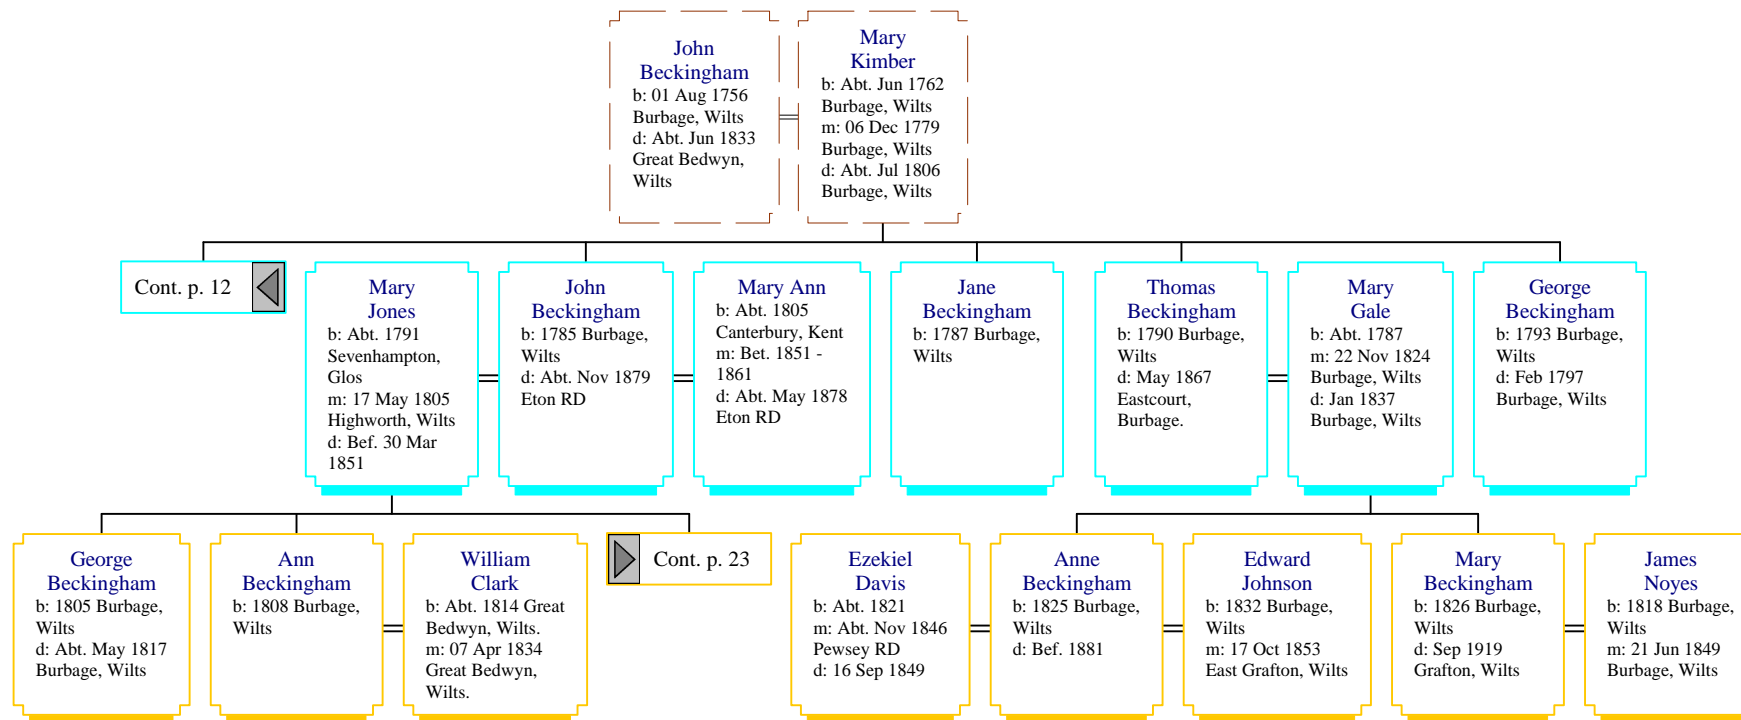 John
Beckingham
b: 01 Aug 1756
Burbage, Wilts
d: Abt. Jun 1833
Great Bedwyn,
Wilts
Mary
Kimber
b: Abt. Jun 1762
Burbage, Wilts
m: 06 Dec 1779
Burbage, Wilts
d: Abt. Jul 1806
Burbage, Wilts
Cont. p. 12
Mary
Jones
b: Abt. 1791
Sevenhampton,
Glos
m: 17 May 1805
Highworth, Wilts
d: Bef. 30 Mar
1851
John
Beckingham
b: 1785 Burbage,
Wilts
d: Abt. Nov 1879
Eton RD
Mary Ann
b: Abt. 1805
Canterbury, Kent
m: Bet. 1851 -
1861
d: Abt. May 1878
Eton RD
Jane
Beckingham
b: 1787 Burbage,
Wilts
Thomas
Beckingham
b: 1790 Burbage,
Wilts
d: May 1867
Eastcourt,
Burbage.
Mary
Gale
b: Abt. 1787
m: 22 Nov 1824
Burbage, Wilts
d: Jan 1837
Burbage, Wilts
George
Beckingham
b: 1793 Burbage,
Wilts
d: Feb 1797
Burbage, Wilts
George
Beckingham
b: 1805 Burbage,
Wilts
d: Abt. May 1817
Burbage, Wilts
Ann
Beckingham
b: 1808 Burbage,
Wilts
William
Clark
b: Abt. 1814 Great
Bedwyn, Wilts.
m: 07 Apr 1834
Great Bedwyn,
Wilts.
Cont. p. 23
Ezekiel
Davis
b: Abt. 1821
m: Abt. Nov 1846
Pewsey RD
d: 16 Sep 1849
Anne
Beckingham
b: 1825 Burbage,
Wilts
d: Bef. 1881
Edward
Johnson
b: 1832 Burbage,
Wilts
m: 17 Oct 1853
East Grafton, Wilts
Mary
Beckingham
b: 1826 Burbage,
Wilts
d: Sep 1919
Grafton, Wilts
James
Noyes
b: 1818 Burbage,
Wilts
m: 21 Jun 1849
Burbage, Wilts